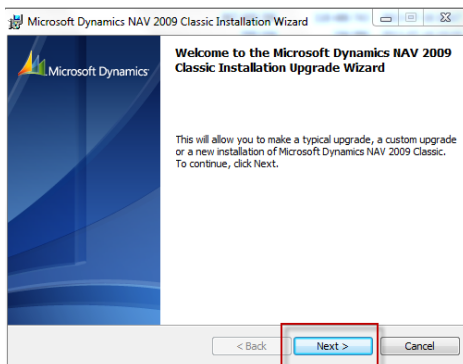 Microsoft Dynamics NAV 2009 Classic Installation Wizard
Microsoft Dynamics
Welcome to the Microsoft Dynamics NAV 2009
Classic Installation Upgrade Wizard
This will allow you to make a typical upgrade, a custom upgrade
or a new installation of Microsoft Dynamics NAV 2009 Classic.
To continue, click Next.
< Back
Next >
Cancel